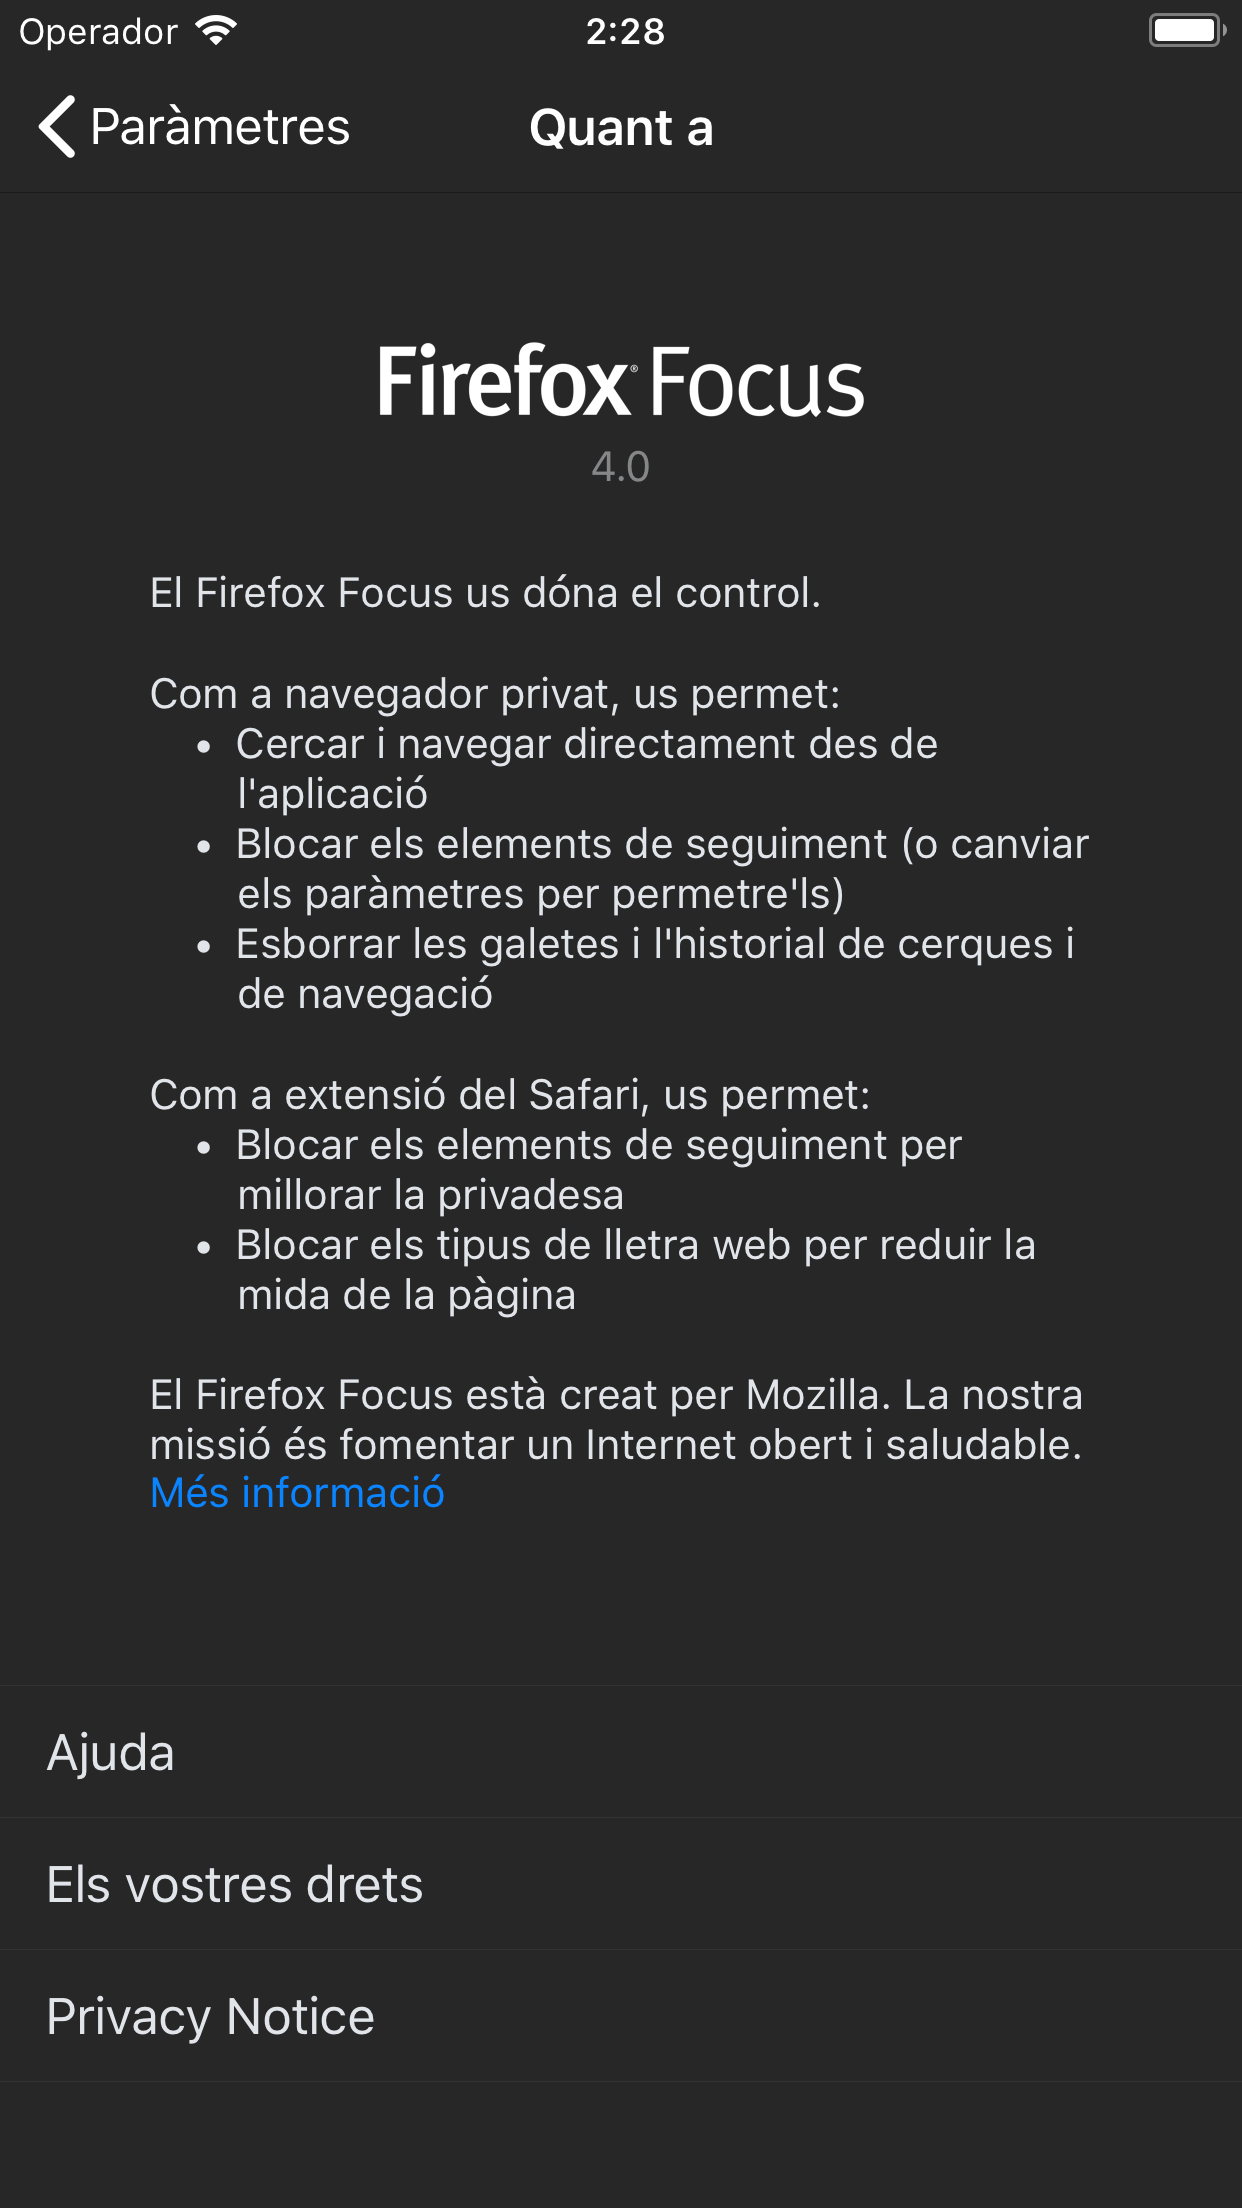 Operador 2:28
Paràmetres Quant a
Firefox® Focus
4.0
El Firefox Focus us dóna el control.
Com a navegador privat, us permet:
• Cercar i navegar directament des de
l'aplicació
• Blocar els elements de seguiment (o canviar
els paràmetres per permetre'ls)
• Esborrar les galetes i l'historial de cerques i
de navegació
Com a extensió del Safari, us permet:
• Blocar els elements de seguiment per
millorar la privadesa
• Blocar els tipus de lletra web per reduir la
mida de la pàgina
El Firefox Focus està creat per Mozilla. La nostra
missió és fomentar un Internet obert i saludable.
Més informació
Ajuda
Els vostres drets
Privacy Notice